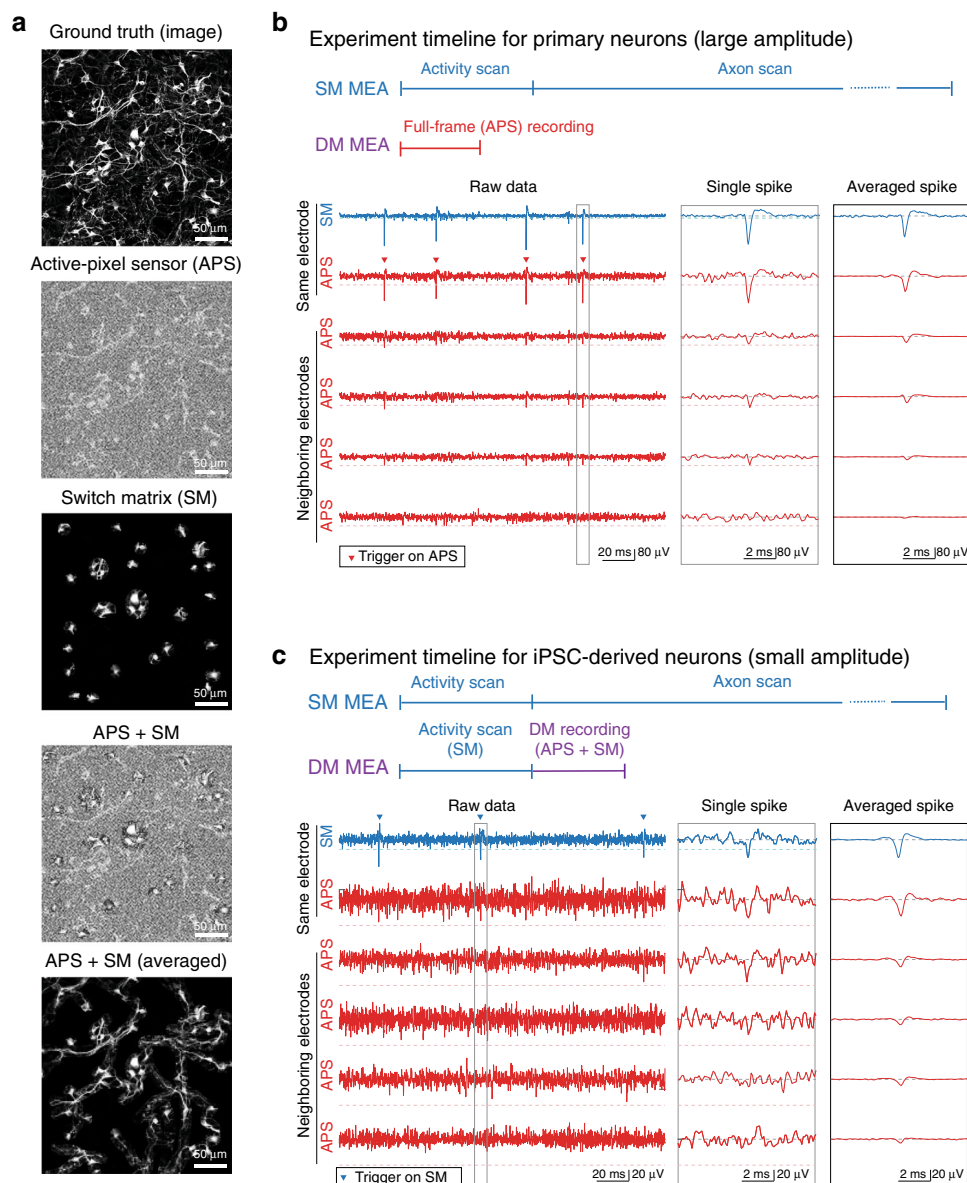 a
Ground truth (image)
50 µm
Active-pixel sensor (APS)
50 µm
Switch matrix (SM)
50 µm
APS + SM
50 µm
APS + SM (averaged)
50 µm
b
Experiment timeline for primary neurons (large amplitude)
Activity scan
Axon scan
SM MEA
Full-frame (APS) recording
DM MEA
Raw data
Single spike
Averaged spike
Same electrode
SM
APS
Neighboring electrodes
APS
APS
APS
APS
Trigger on APS
20 ms 80 µV
2 ms 80 µV
2 ms 80 µV
c
Experiment timeline for iPSC-derived neurons (small amplitude)
Activity scan
Axon scan
SM MEA
Activity scan
(SM)
DM recording
(APS + SM)
DM MEA
Raw data
Single spike
Averaged spike
Same electrode
SM
APS
Neighboring electrodes
APS
APS
APS
APS
Trigger on SM
20 ms 20 µV
2 ms 20 µV
2 ms 20 µV